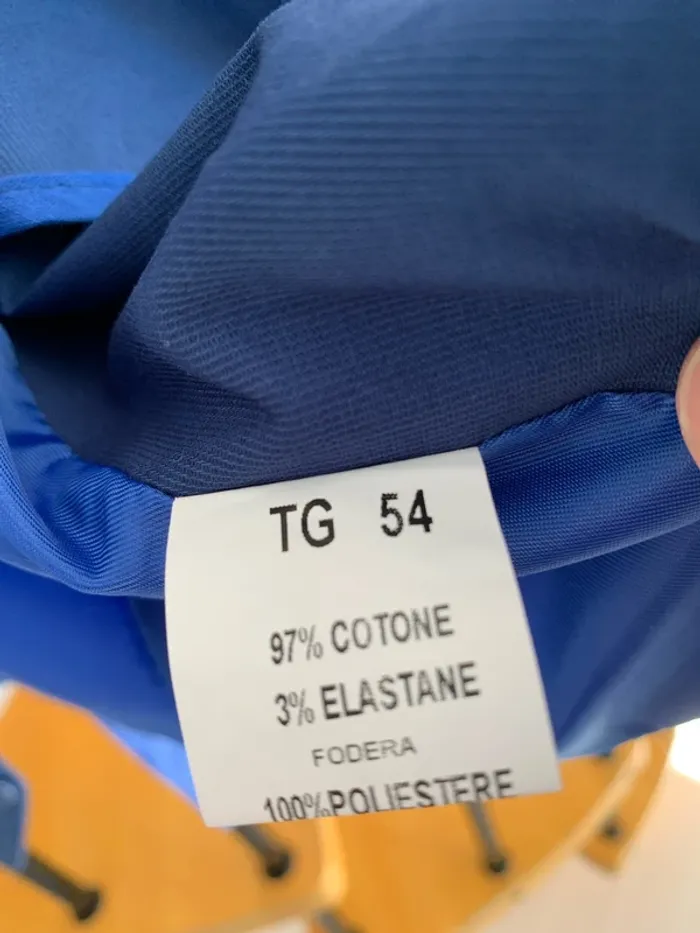 TG 54
97% COTONE
3% ELASTANE
FODERA
100%POLIESTERE